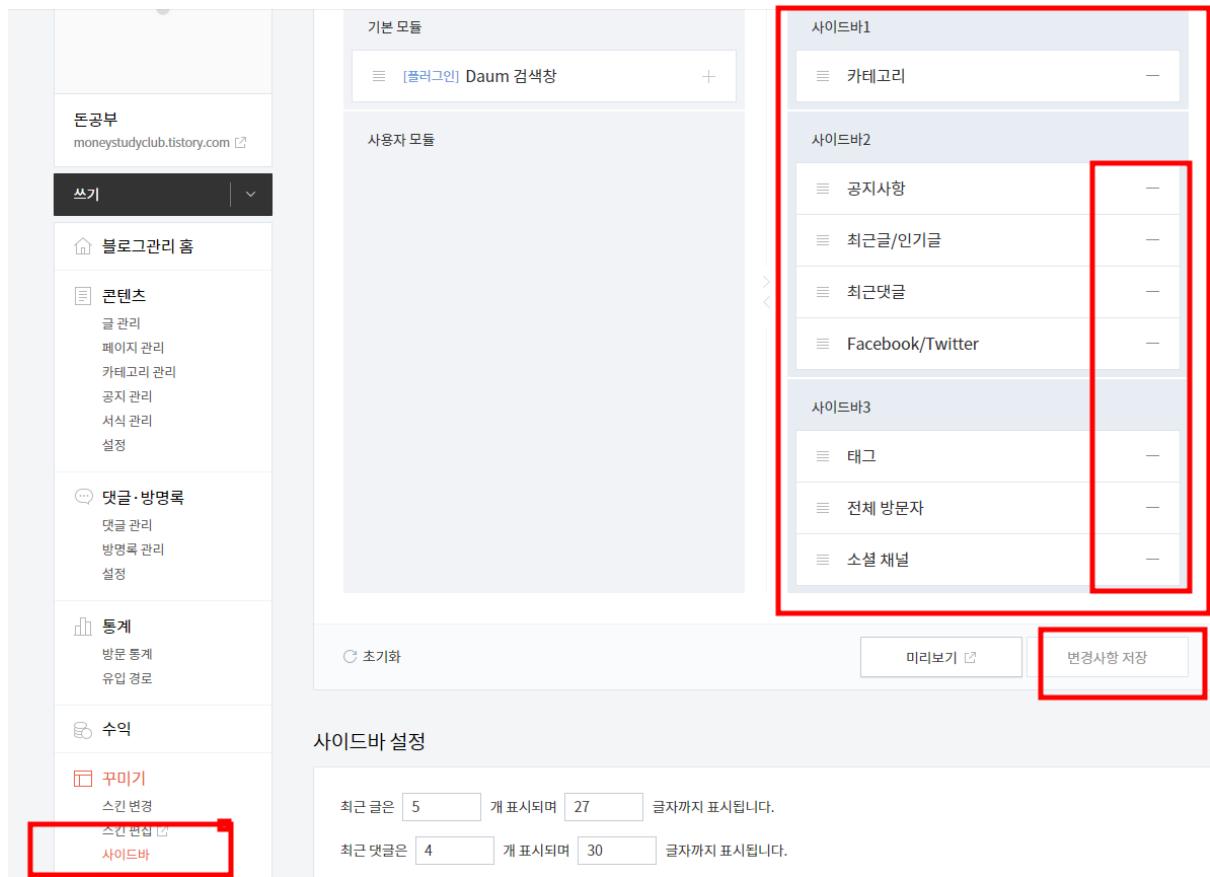 돈공부
moneystudyclub.tistory.com
쓰기
블로그관리 홈
콘텐츠
글 관리
페이지 관리
카테고리 관리
공지 관리
서식 관리
설정
댓글·방명록
댓글 관리
방명록 관리
설정
통계
방문 통계
유입 경로
수익
꾸미기
스킨 변경
스킨 편집
사이드바
기본 모듈
[플러그인] Daum 검색창
사용자 모듈
사이드바1
카테고리
사이드바2
공지사항
최근글/인기글
최근댓글
Facebook/Twitter
사이드바3
태그
전체 방문자
소셜 채널
초기화
미리보기
변경사항 저장
사이드바 설정
최근 글은 5 개 표시되며 27 글자까지 표시됩니다.
최근 댓글은 4 개 표시되며 30 글자까지 표시됩니다.